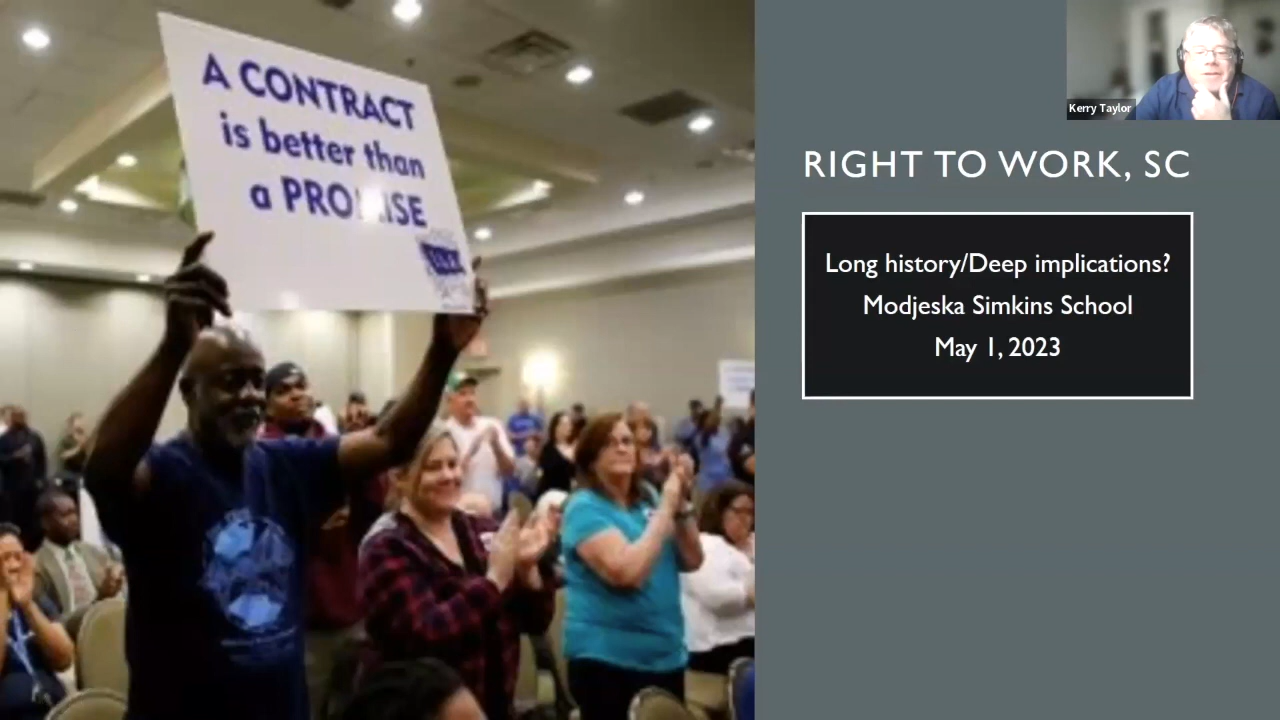 A CONTRACT
is better than
a PROMISE
Kerry Taylor
RIGHT TO WORK, SC
Long history/Deep implications?
Modjeska Simkins School
May 1, 2023